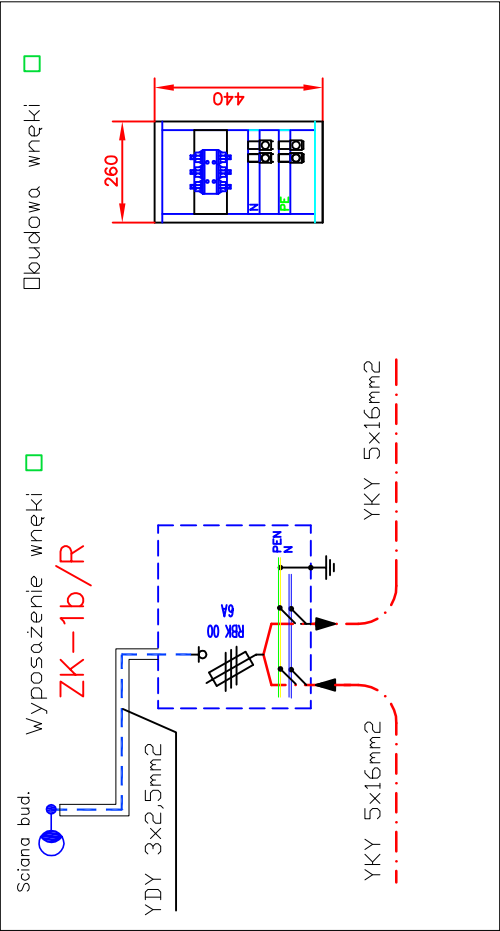 Sciana bud.
Wyposażenie wnęki
ZK-1b/R
YDY 3x2,5mm2
RBK 00
6A
PEN
N
YKY 5x16mm2
YKY 5x16mm2
Obudowa wnęki
260
440
N
PE